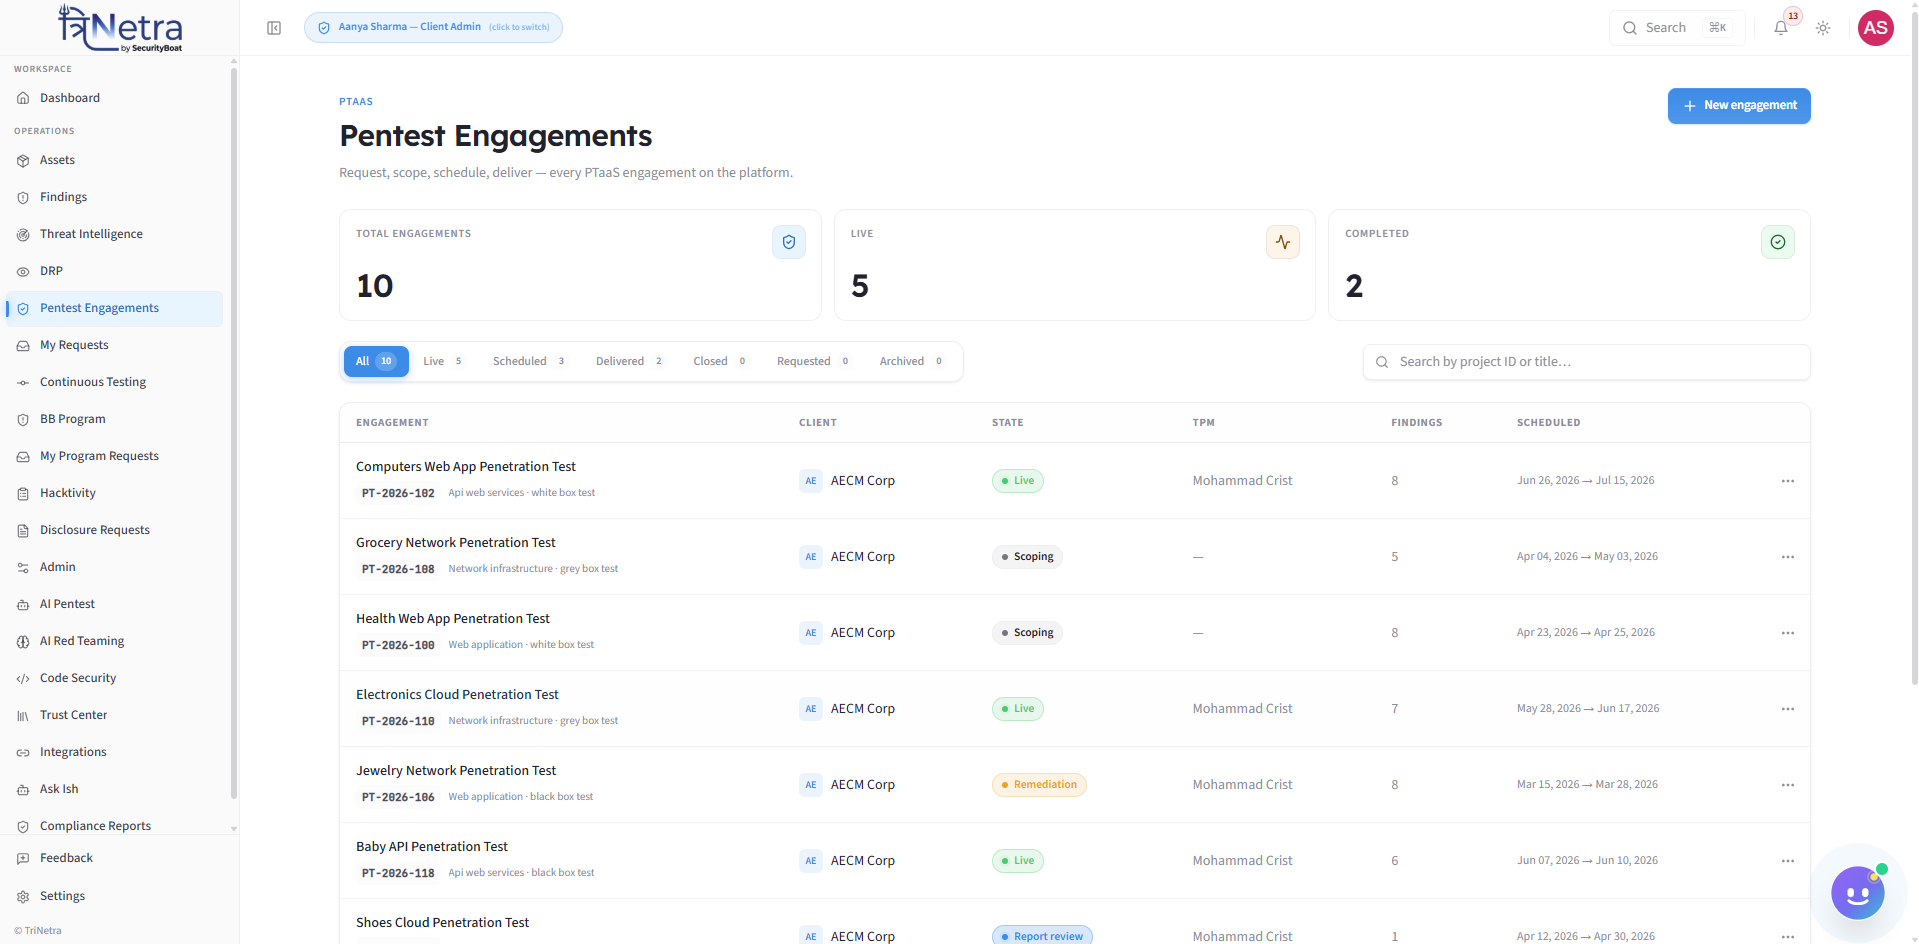 त्रिNetra
by SecurityBoat
WORKSPACE
Dashboard
OPERATIONS
Assets
Findings
Threat Intelligence
DRP
Pentest Engagements
My Requests
Continuous Testing
BB Program
My Program Requests
Hacktivity
Disclosure Requests
Admin
AI Pentest
AI Red Teaming
Code Security
Trust Center
Integrations
Ask Ish
Compliance Reports
Feedback
Settings
© TriNetra
Aanya Sharma — Client Admin (click to switch)
Search ⌘K
13
AS
PTAAS
Pentest Engagements
Request, scope, schedule, deliver — every PTaaS engagement on the platform.
New engagement
TOTAL ENGAGEMENTS
10
LIVE
5
COMPLETED
2
All 10 Live 5 Scheduled 3 Delivered 2 Closed 0 Requested 0 Archived 0
Search by project ID or title…
ENGAGEMENT CLIENT STATE TPM FINDINGS SCHEDULED
Computers Web App Penetration Test
PT-2026-102 Api web services · white box test
AE AECM Corp Live Mohammad Crist 8 Jun 26, 2026 → Jul 15, 2026
Grocery Network Penetration Test
PT-2026-108 Network infrastructure · grey box test
AE AECM Corp Scoping — 5 Apr 04, 2026 → May 03, 2026
Health Web App Penetration Test
PT-2026-100 Web application · white box test
AE AECM Corp Scoping — 8 Apr 23, 2026 → Apr 25, 2026
Electronics Cloud Penetration Test
PT-2026-110 Network infrastructure · grey box test
AE AECM Corp Live Mohammad Crist 7 May 28, 2026 → Jun 17, 2026
Jewelry Network Penetration Test
PT-2026-106 Web application · black box test
AE AECM Corp Remediation Mohammad Crist 8 Mar 15, 2026 → Mar 28, 2026
Baby API Penetration Test
PT-2026-118 Api web services · black box test
AE AECM Corp Live Mohammad Crist 6 Jun 07, 2026 → Jun 10, 2026
Shoes Cloud Penetration Test
AE AECM Corp Report review Mohammad Crist 1 Apr 12, 2026 → Apr 30, 2026